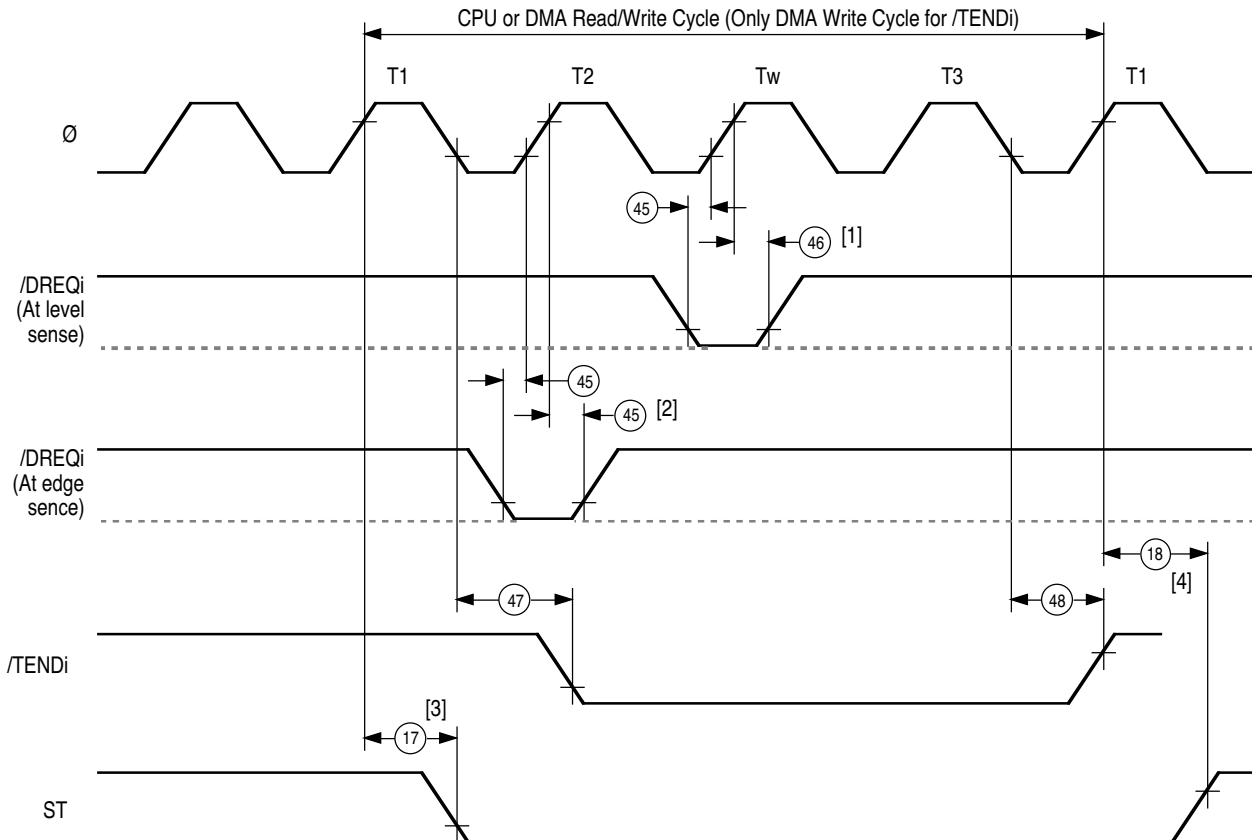 CPU or DMA Read/Write Cycle (Only DMA Write Cycle for /TENDi)
T1 T2 Tw T3 T1
Ø
45
46 [1]
/DREQi
(At level
sense)
45
45 [2]
/DREQi
(At edge
sence)
18
[4]
47
48
/TENDi
[3]
17
ST